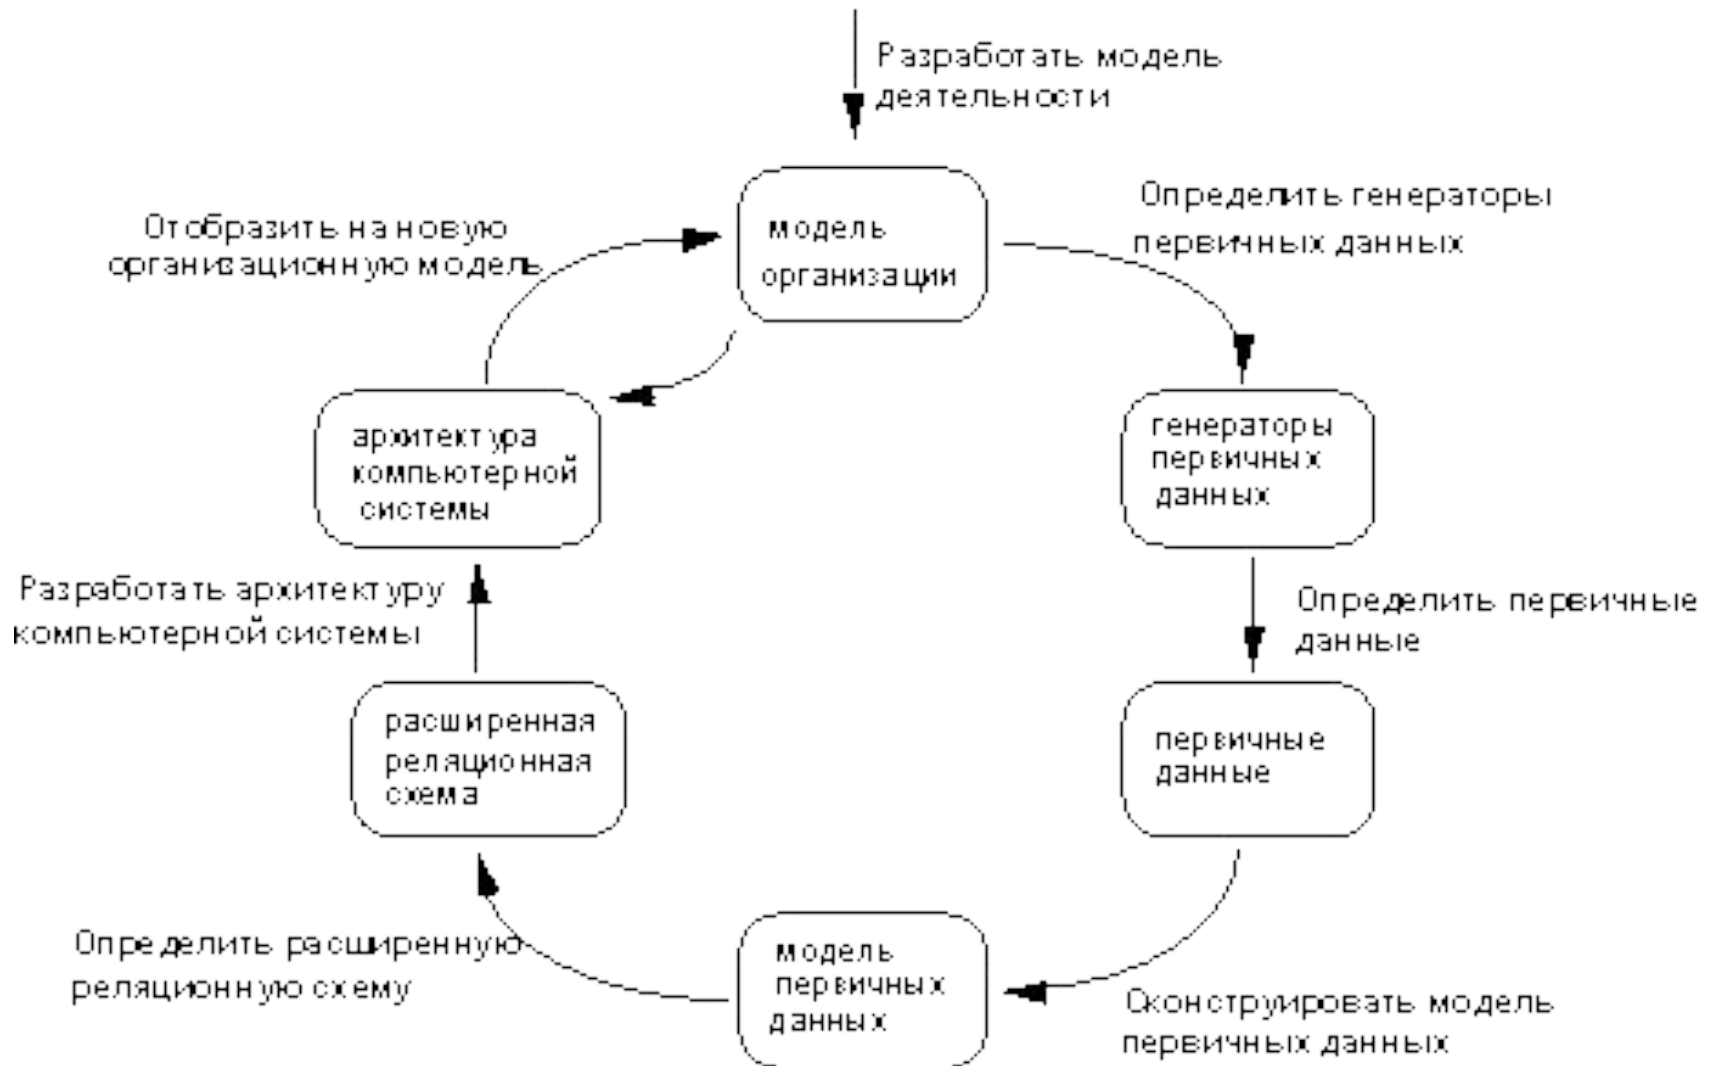 Разработать модель
деятельности
Отобразить на новую
организационную модель
модель
организации
Определить генераторы
первичных данных
архитектура
компьютерной
системы
генераторы
первичных
данных
Разработать архитектуру
компьютерной системы
Определить первичные
данные
расширенная
реляционная
схема
первичные
данные
Определить расширенную
реляционную схему
модель
первичных
данных
Сконструировать модель
первичных данных